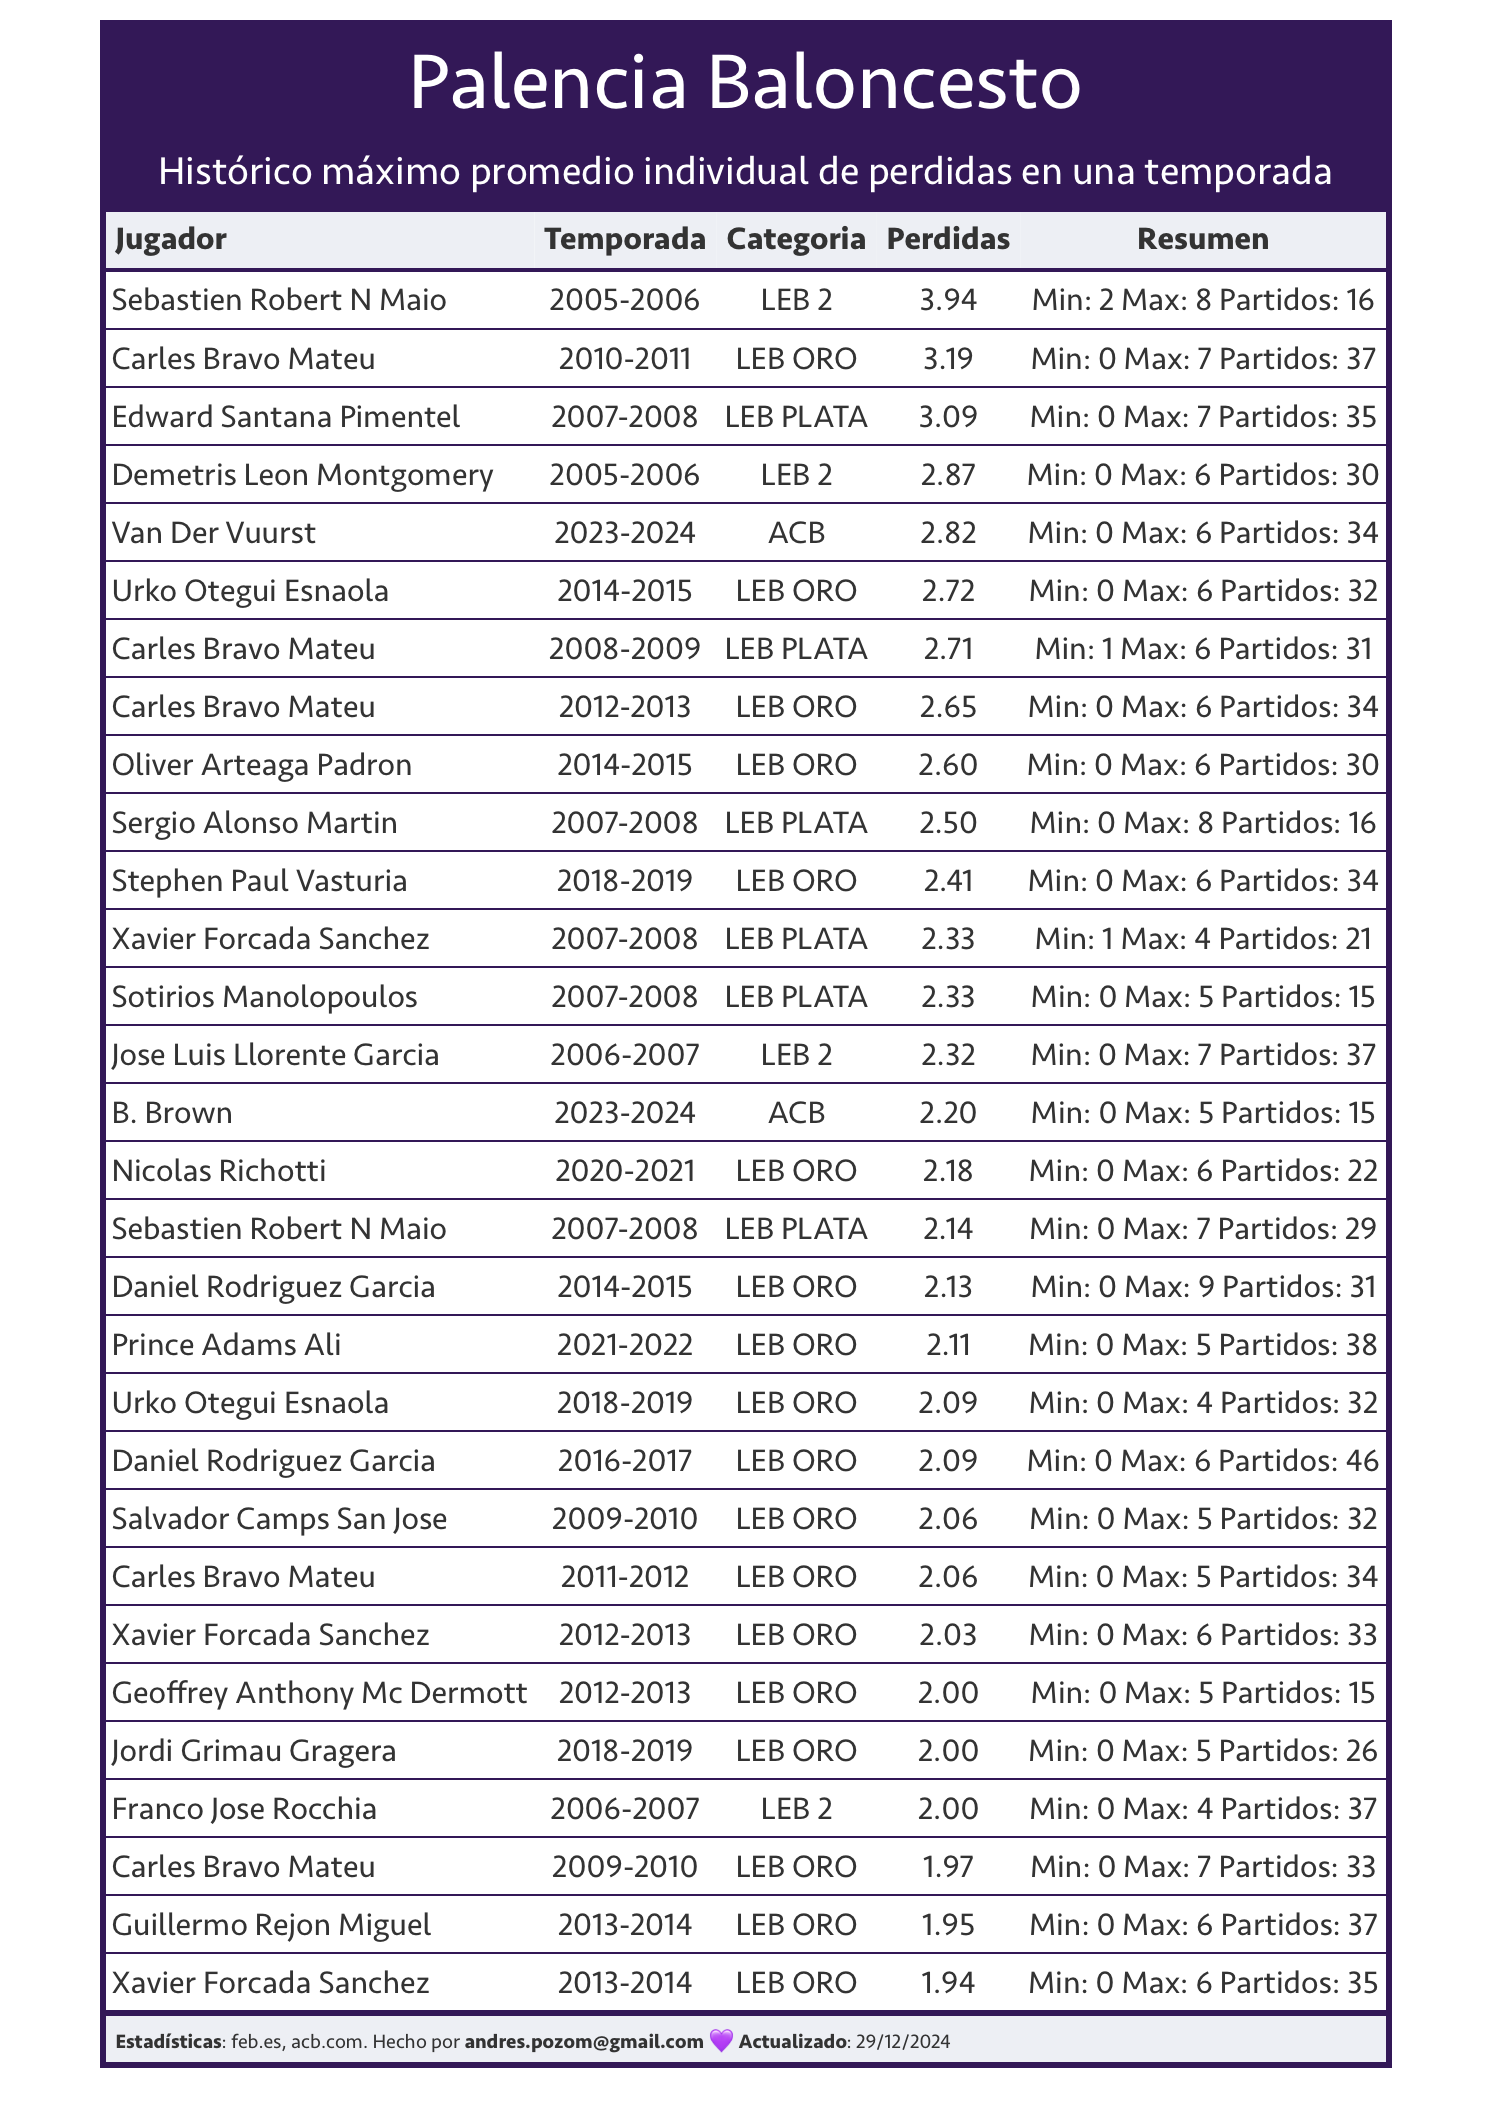 Palencia Baloncesto
Histórico máximo promedio individual de perdidas en una temporada
Jugador Temporada Categoria Perdidas Resumen
Sebastien Robert N Maio 2005-2006 LEB 2 3.94 Min: 2 Max: 8 Partidos: 16
Carles Bravo Mateu 2010-2011 LEB ORO 3.19 Min: 0 Max: 7 Partidos: 37
Edward Santana Pimentel 2007-2008 LEB PLATA 3.09 Min: 0 Max: 7 Partidos: 35
Demetris Leon Montgomery 2005-2006 LEB 2 2.87 Min: 0 Max: 6 Partidos: 30
Van Der Vuurst 2023-2024 ACB 2.82 Min: 0 Max: 6 Partidos: 34
Urko Otegui Esnaola 2014-2015 LEB ORO 2.72 Min: 0 Max: 6 Partidos: 32
Carles Bravo Mateu 2008-2009 LEB PLATA 2.71 Min: 1 Max: 6 Partidos: 31
Carles Bravo Mateu 2012-2013 LEB ORO 2.65 Min: 0 Max: 6 Partidos: 34
Oliver Arteaga Padron 2014-2015 LEB ORO 2.60 Min: 0 Max: 6 Partidos: 30
Sergio Alonso Martin 2007-2008 LEB PLATA 2.50 Min: 0 Max: 8 Partidos: 16
Stephen Paul Vasturia 2018-2019 LEB ORO 2.41 Min: 0 Max: 6 Partidos: 34
Xavier Forcada Sanchez 2007-2008 LEB PLATA 2.33 Min: 1 Max: 4 Partidos: 21
Sotirios Manolopoulos 2007-2008 LEB PLATA 2.33 Min: 0 Max: 5 Partidos: 15
Jose Luis Llorente Garcia 2006-2007 LEB 2 2.32 Min: 0 Max: 7 Partidos: 37
B. Brown 2023-2024 ACB 2.20 Min: 0 Max: 5 Partidos: 15
Nicolas Richotti 2020-2021 LEB ORO 2.18 Min: 0 Max: 6 Partidos: 22
Sebastien Robert N Maio 2007-2008 LEB PLATA 2.14 Min: 0 Max: 7 Partidos: 29
Daniel Rodriguez Garcia 2014-2015 LEB ORO 2.13 Min: 0 Max: 9 Partidos: 31
Prince Adams Ali 2021-2022 LEB ORO 2.11 Min: 0 Max: 5 Partidos: 38
Urko Otegui Esnaola 2018-2019 LEB ORO 2.09 Min: 0 Max: 4 Partidos: 32
Daniel Rodriguez Garcia 2016-2017 LEB ORO 2.09 Min: 0 Max: 6 Partidos: 46
Salvador Camps San Jose 2009-2010 LEB ORO 2.06 Min: 0 Max: 5 Partidos: 32
Carles Bravo Mateu 2011-2012 LEB ORO 2.06 Min: 0 Max: 5 Partidos: 34
Xavier Forcada Sanchez 2012-2013 LEB ORO 2.03 Min: 0 Max: 6 Partidos: 33
Geoffrey Anthony Mc Dermott 2012-2013 LEB ORO 2.00 Min: 0 Max: 5 Partidos: 15
Jordi Grimau Gragera 2018-2019 LEB ORO 2.00 Min: 0 Max: 5 Partidos: 26
Franco Jose Rocchia 2006-2007 LEB 2 2.00 Min: 0 Max: 4 Partidos: 37
Carles Bravo Mateu 2009-2010 LEB ORO 1.97 Min: 0 Max: 7 Partidos: 33
Guillermo Rejon Miguel 2013-2014 LEB ORO 1.95 Min: 0 Max: 6 Partidos: 37
Xavier Forcada Sanchez 2013-2014 LEB ORO 1.94 Min: 0 Max: 6 Partidos: 35
Estadísticas: feb.es, acb.com. Hecho por andres.pozom@gmail.com 💜 Actualizado: 29/12/2024